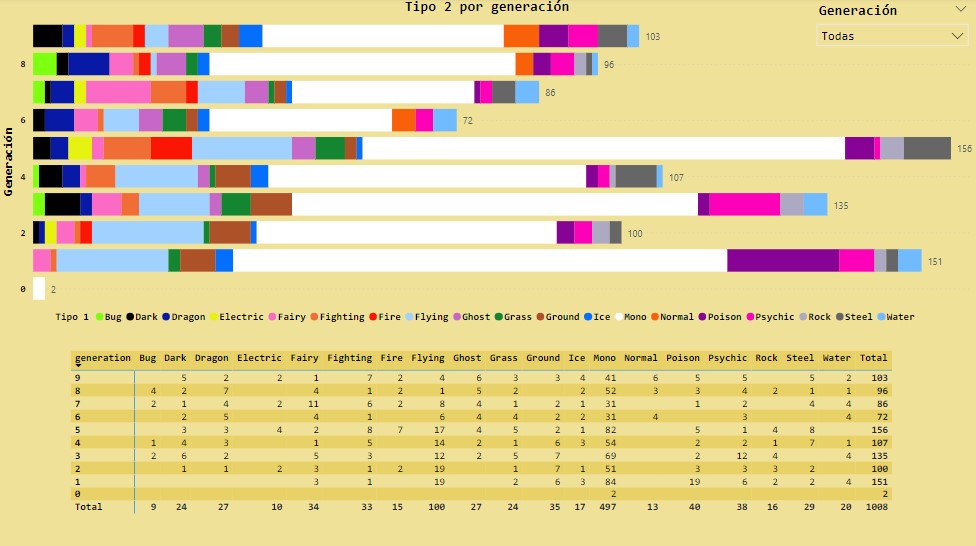 Tipo 2 por generación
Generación
Todas
103
8 96
86
6 72
156
4 107
135
2 100
151
0 2
Generación
Tipo 1 Bug Dark Dragon Electric Fairy Fighting Fire Flying Ghost Grass Ground Ice Mono Normal Poison Psychic Rock Steel Water
generation Bug Dark Dragon Electric Fairy Fighting Fire Flying Ghost Grass Ground Ice Mono Normal Poison Psychic Rock Steel Water Total
9 5 2 2 1 7 2 4 6 3 3 4 41 6 5 5 5 2 103
8 4 2 7 4 1 2 1 5 2 2 52 3 3 4 2 1 1 96
7 2 1 4 2 11 6 2 8 4 1 2 1 31 1 2 4 4 86
6 2 5 4 1 6 4 4 2 2 31 4 3 4 72
5 3 3 4 2 8 7 17 4 5 2 1 82 5 1 4 8 156
4 1 4 3 1 5 14 2 1 6 3 54 2 2 1 7 1 107
3 2 6 2 5 3 12 2 5 7 69 2 12 4 4 135
2 1 1 2 3 1 2 19 1 7 1 51 3 3 3 2 100
1 3 1 19 2 6 3 84 19 6 2 2 4 151
0 2 2
Total 9 24 27 10 34 33 15 100 27 24 35 17 497 13 40 38 16 29 20 1008